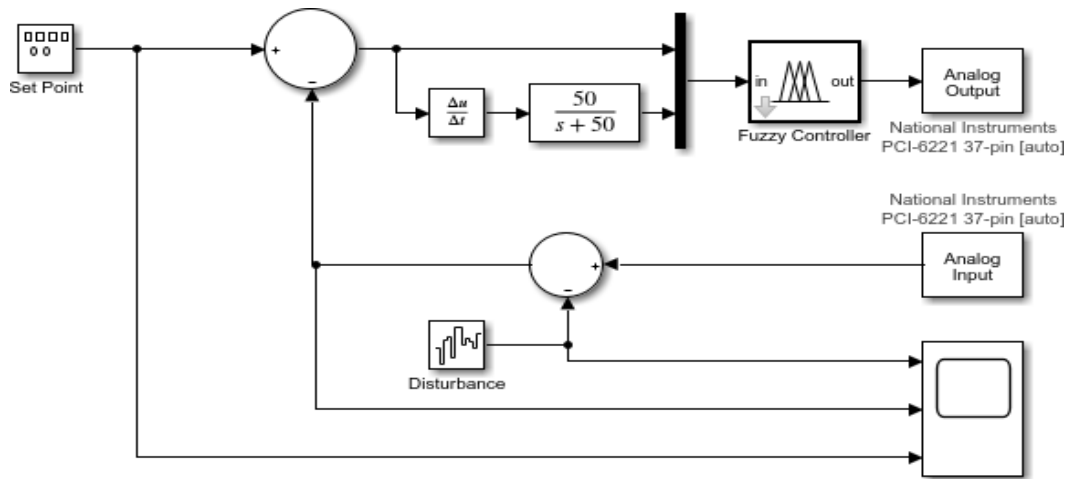 Set Point
+
−
Δu
Δt
50
s + 50
in
out
Fuzzy Controller
Analog
Output
National Instruments
PCI-6221 37-pin [auto]
National Instruments
PCI-6221 37-pin [auto]
Analog
Input
+
−
Disturbance